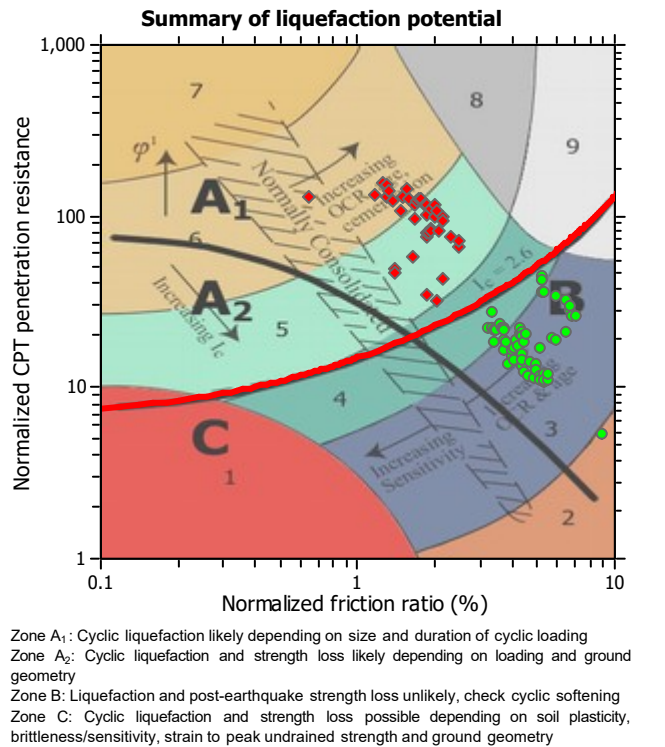 Summary of liquefaction potential
1,000
100
10
1
Normalized CPT penetration resistance
7
8
9
φ'
A1
Increasing
OCR, age,
cementation
Normally Consolidated
6
A2
Increasing Ic
5
Ic = 2.6
B
4
C
1
Increasing
OCR & age
3
Increasing
Sensitivity
2
0.1
1
10
Normalized friction ratio (%)
Zone A1: Cyclic liquefaction likely depending on size and duration of cyclic loading
Zone A2: Cyclic liquefaction and strength loss likely depending on loading and ground
geometry
Zone B: Liquefaction and post-earthquake strength loss unlikely, check cyclic softening
Zone C: Cyclic liquefaction and strength loss possible depending on soil plasticity,
brittleness/sensitivity, strain to peak undrained strength and ground geometry